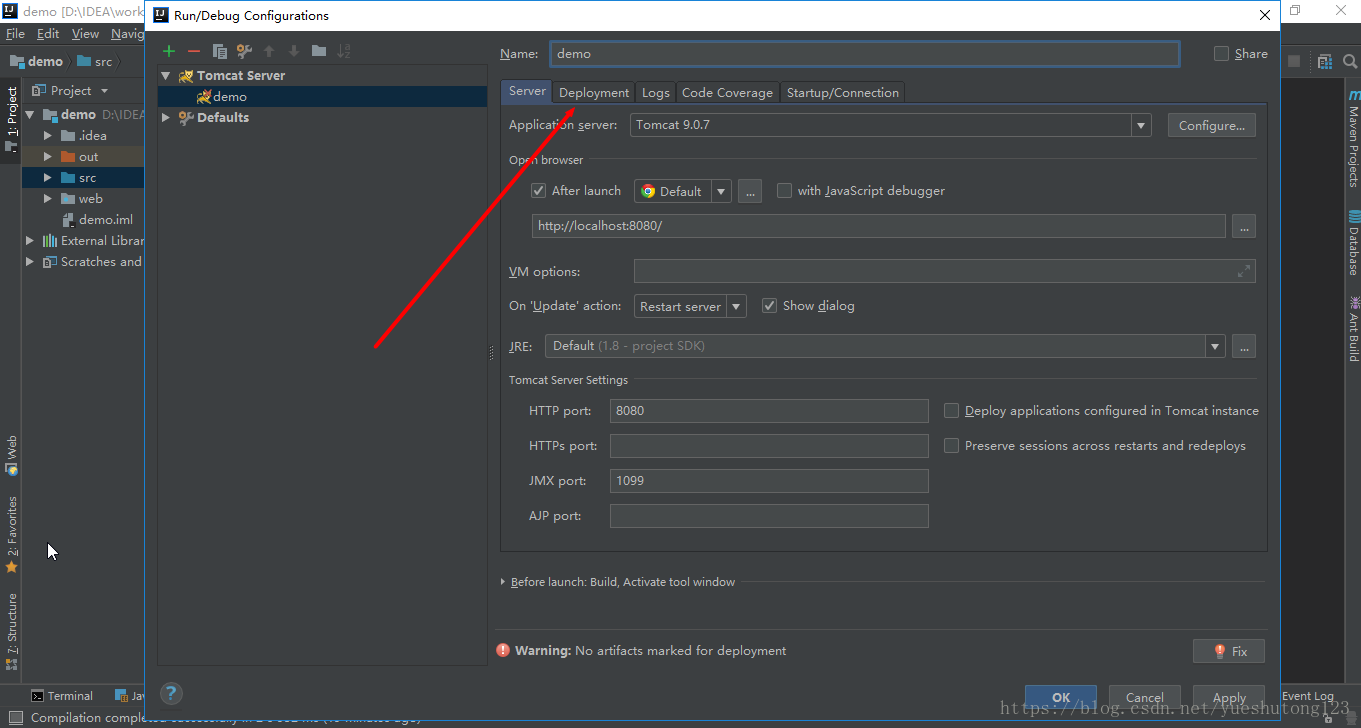 demo [D:\IDEA\work
Run/Debug Configurations
File Edit View Navig
demo src
Project
demo D:\IDEA
.idea
out
src
web
demo.iml
External Librar
Scratches and
1: Project
Web
2: Favorites
7: Structure
Tomcat Server
demo
Defaults
Name: demo Share
Server Deployment Logs Code Coverage Startup/Connection
Application server: Tomcat 9.0.7 Configure...
Open browser
After launch Default ... with JavaScript debugger
http://localhost:8080/ ...
VM options:
On 'Update' action: Restart server Show dialog
JRE: Default (1.8 - project SDK) ...
Tomcat Server Settings
HTTP port: 8080 Deploy applications configured in Tomcat instance
HTTPs port: Preserve sessions across restarts and redeploys
JMX port: 1099
AJP port:
Before launch: Build, Activate tool window
Warning: No artifacts marked for deployment Fix
? OK Cancel Apply
Maven Projects
Database
Ant Build
Terminal Jav Event Log
Compilation comple
https://blog.csdn.net/yueshutong123